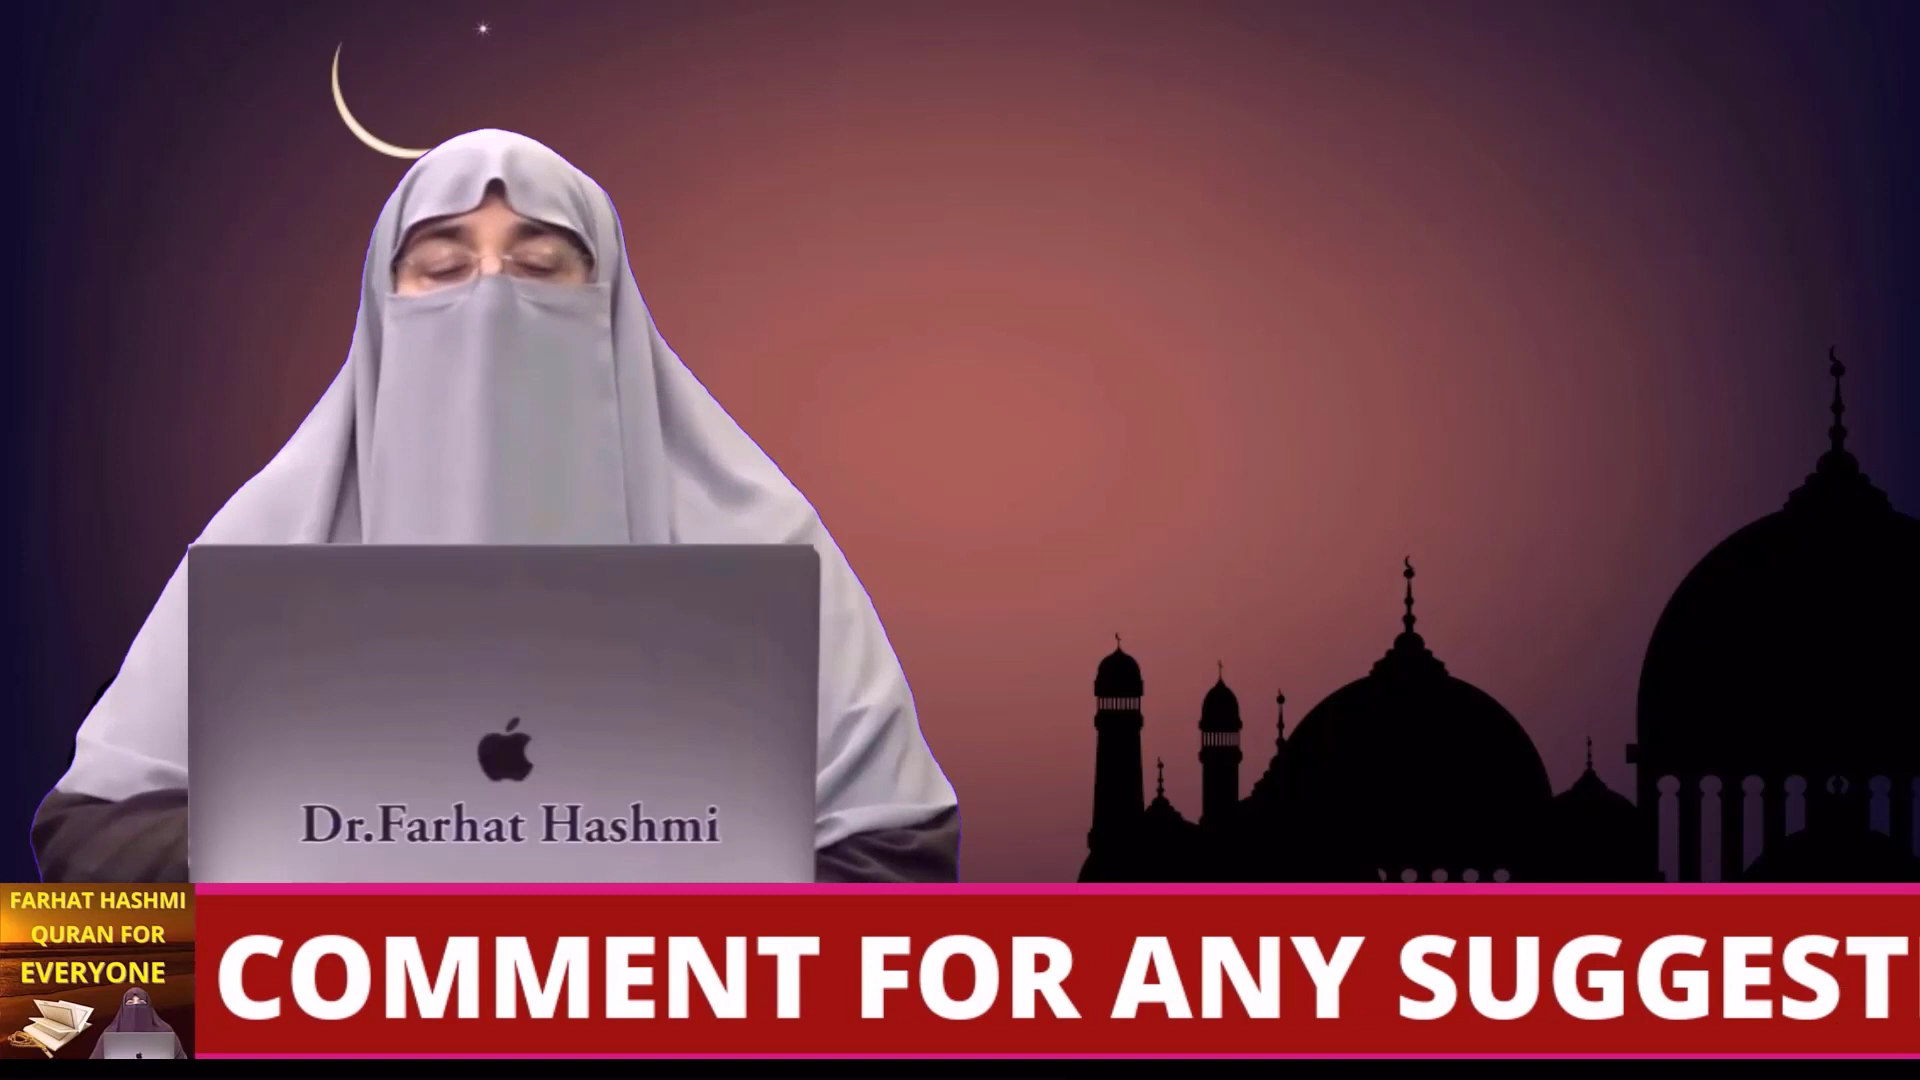 Dr.Farhat Hashmi
FARHAT HASHMI
QURAN FOR
EVERYONE
COMMENT FOR ANY SUGGEST